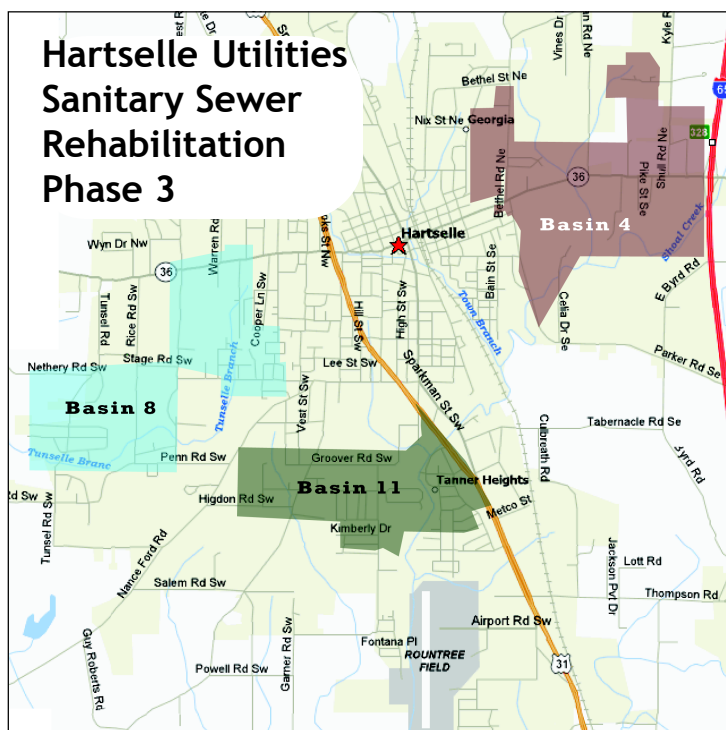 Hartselle Utilities
Sanitary Sewer
Rehabilitation
Phase 3
Vines Dr
Rd Ne
Kyle R
65
Bethel St Ne
Nix St Ne
Georgia
328
Bethel Rd Ne
36
Pike St Se
Shull Rd Ne
Basin 4
Shoal Creek
Wyn Dr Nw
Warren Rd
Hartselle
36
Bain St Se
E Byrd Rd
Tunsel Rd
Rice Rd Sw
Cooper Ln Sw
Hill St Sw
High St Sw
Town Branch
Celia Dr Se
Nethery Rd
Stage Rd Sw
Lee St Sw
Sparkman St Sw
Parker Rd Se
Tunselle Branch
Basin 8
Vest St Sw
Culbreath Rd
Tabernacle Rd Se
Tunselle Branc
Penn Rd Sw
Groover Rd Sw
Tanner Heights
Basin 11
Rd Sw
Higdon Rd Sw
Metco St
Kimberly Dr
Tunsel Rd Sw
Nance Ford Rd
Salem Rd Sw
Jackson Pvt Dr
Lott Rd
Thompson Rd
Guy Roberts Rd
Garner Rd Sw
Airport Rd Sw
Fontana Pl
ROUNTREE
FIELD
Powell Rd Sw
31